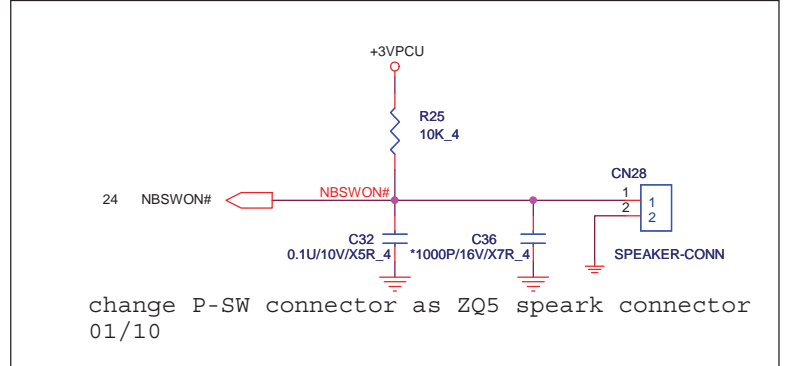 +3VPCU
R25
10K_4
CN28
24 NBSWON#
NBSWON#
1
2
1
2
C32
0.1U/10V/X5R_4
C36
*1000P/16V/X7R_4
SPEAKER-CONN
change P-SW connector as ZQ5 speark connector
01/10